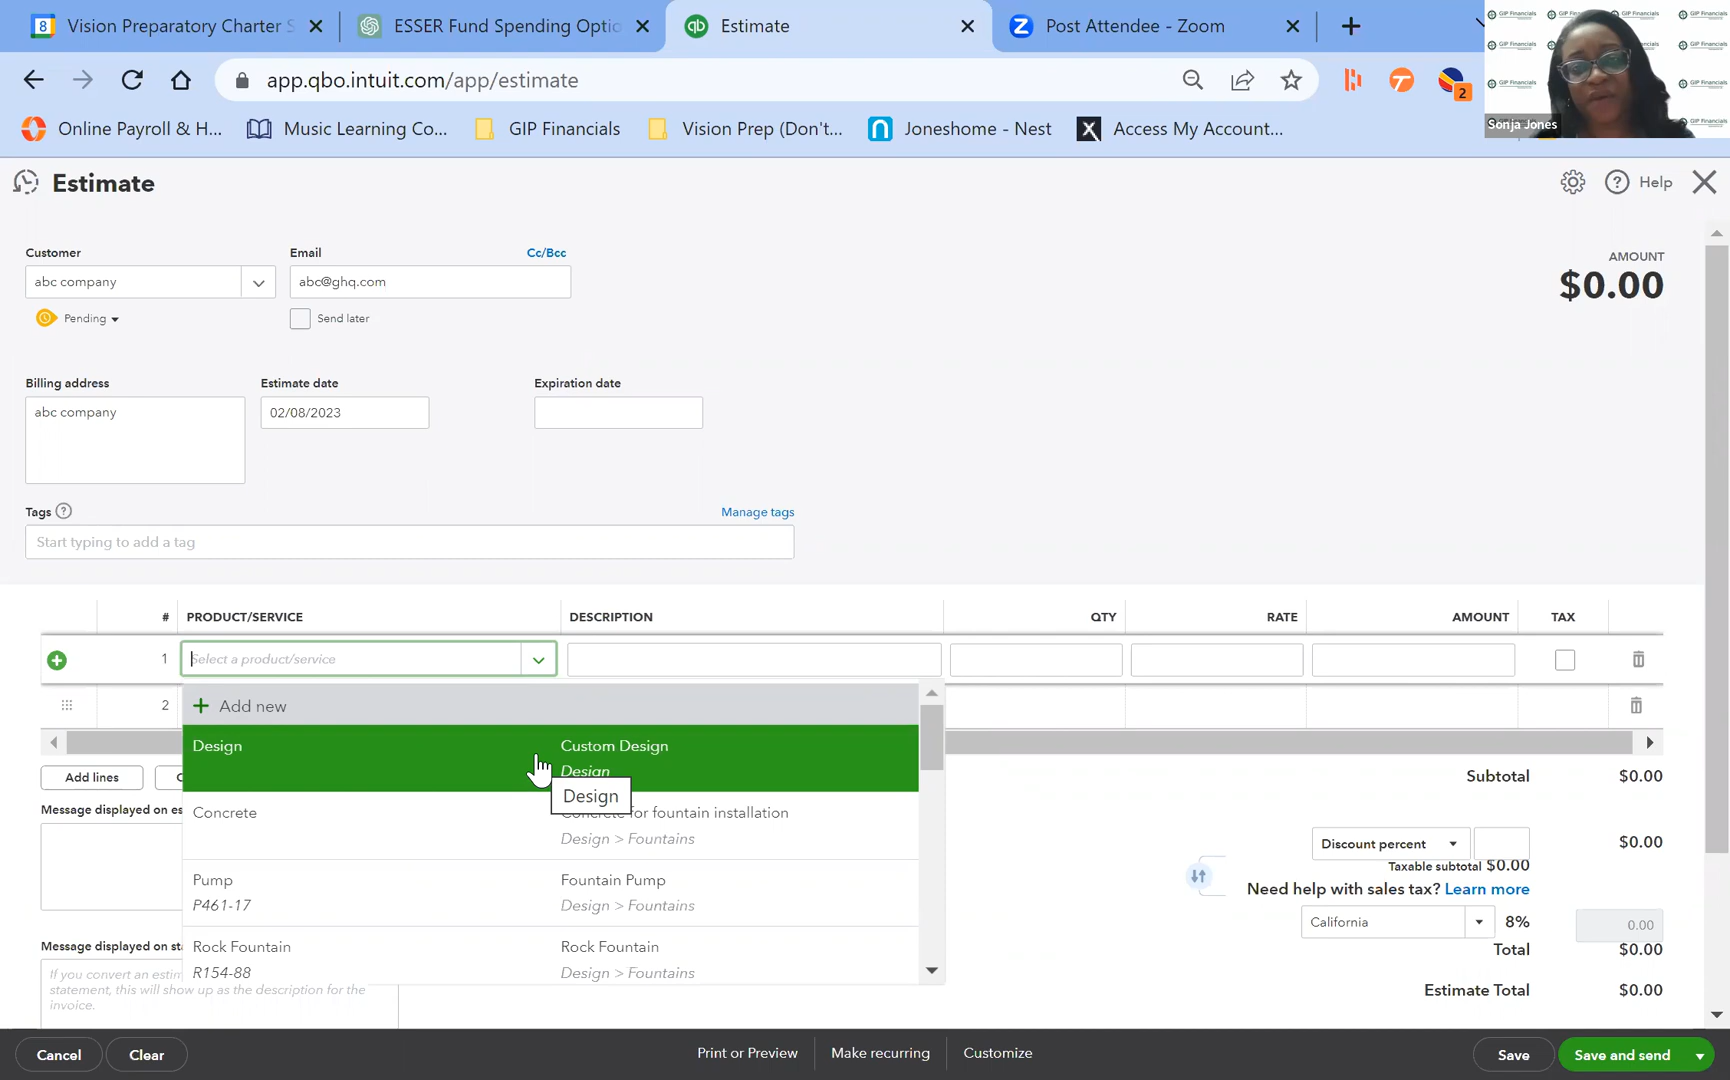 8 Vision Preparatory Charter S
ESSER Fund Spending Optio
qb Estimate
Z Post Attendee - Zoom
app.qbo.intuit.com/app/estimate
2
Online Payroll & H...
Music Learning Co...
GIP Financials
Vision Prep (Don't...
Joneshome - Nest
X Access My Account...
GIP Financials
Sonja Jones
Estimate
Help
Customer
Email
Cc/Bcc
abc company
abc@ghq.com
Pending
Send later
AMOUNT
$0.00
Billing address
Estimate date
Expiration date
abc company
02/08/2023
Tags
Manage tags
Start typing to add a tag
# PRODUCT/SERVICE DESCRIPTION QTY RATE AMOUNT TAX
1 Select a product/service
2
+ Add new
Design Custom Design
Design
Design
Concrete Concrete for fountain installation
Design > Fountains
Pump Fountain Pump
P461-17 Design > Fountains
Rock Fountain Rock Fountain
R154-88 Design > Fountains
Add lines
C
Message displayed on es
Message displayed on sta
If you convert an estim
statement, this will show up as the description for the
invoice.
Subtotal $0.00
Discount percent $0.00
Taxable subtotal $0.00
Need help with sales tax? Learn more
California 8% 0.00
Total $0.00
Estimate Total $0.00
Cancel
Clear
Print or Preview
Make recurring
Customize
Save
Save and send